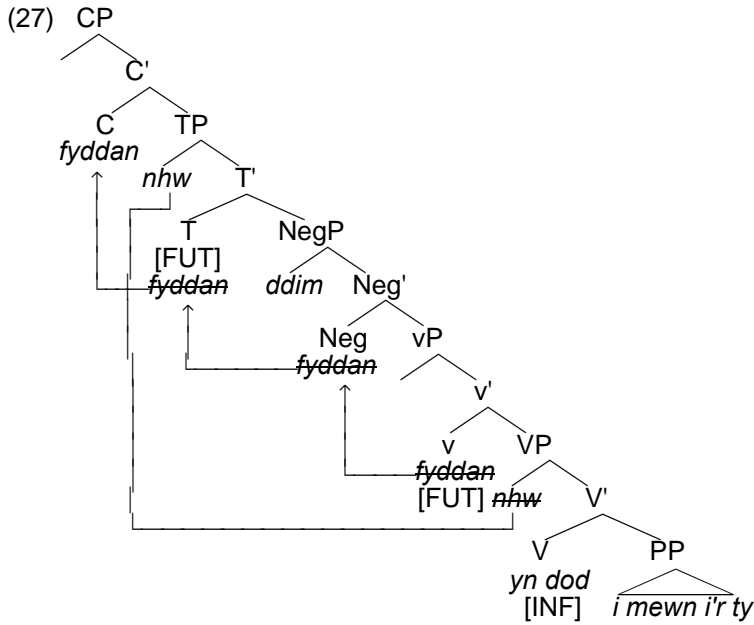 (27) CP
C'
C TP
fyddan
nhw T'
T NegP
[FUT]
fyddan ddim Neg'
Neg vP
fyddan
v'
v VP
fyddan
[FUT] nhw V'
V PP
yn dod
[INF] i mewn i'r ty